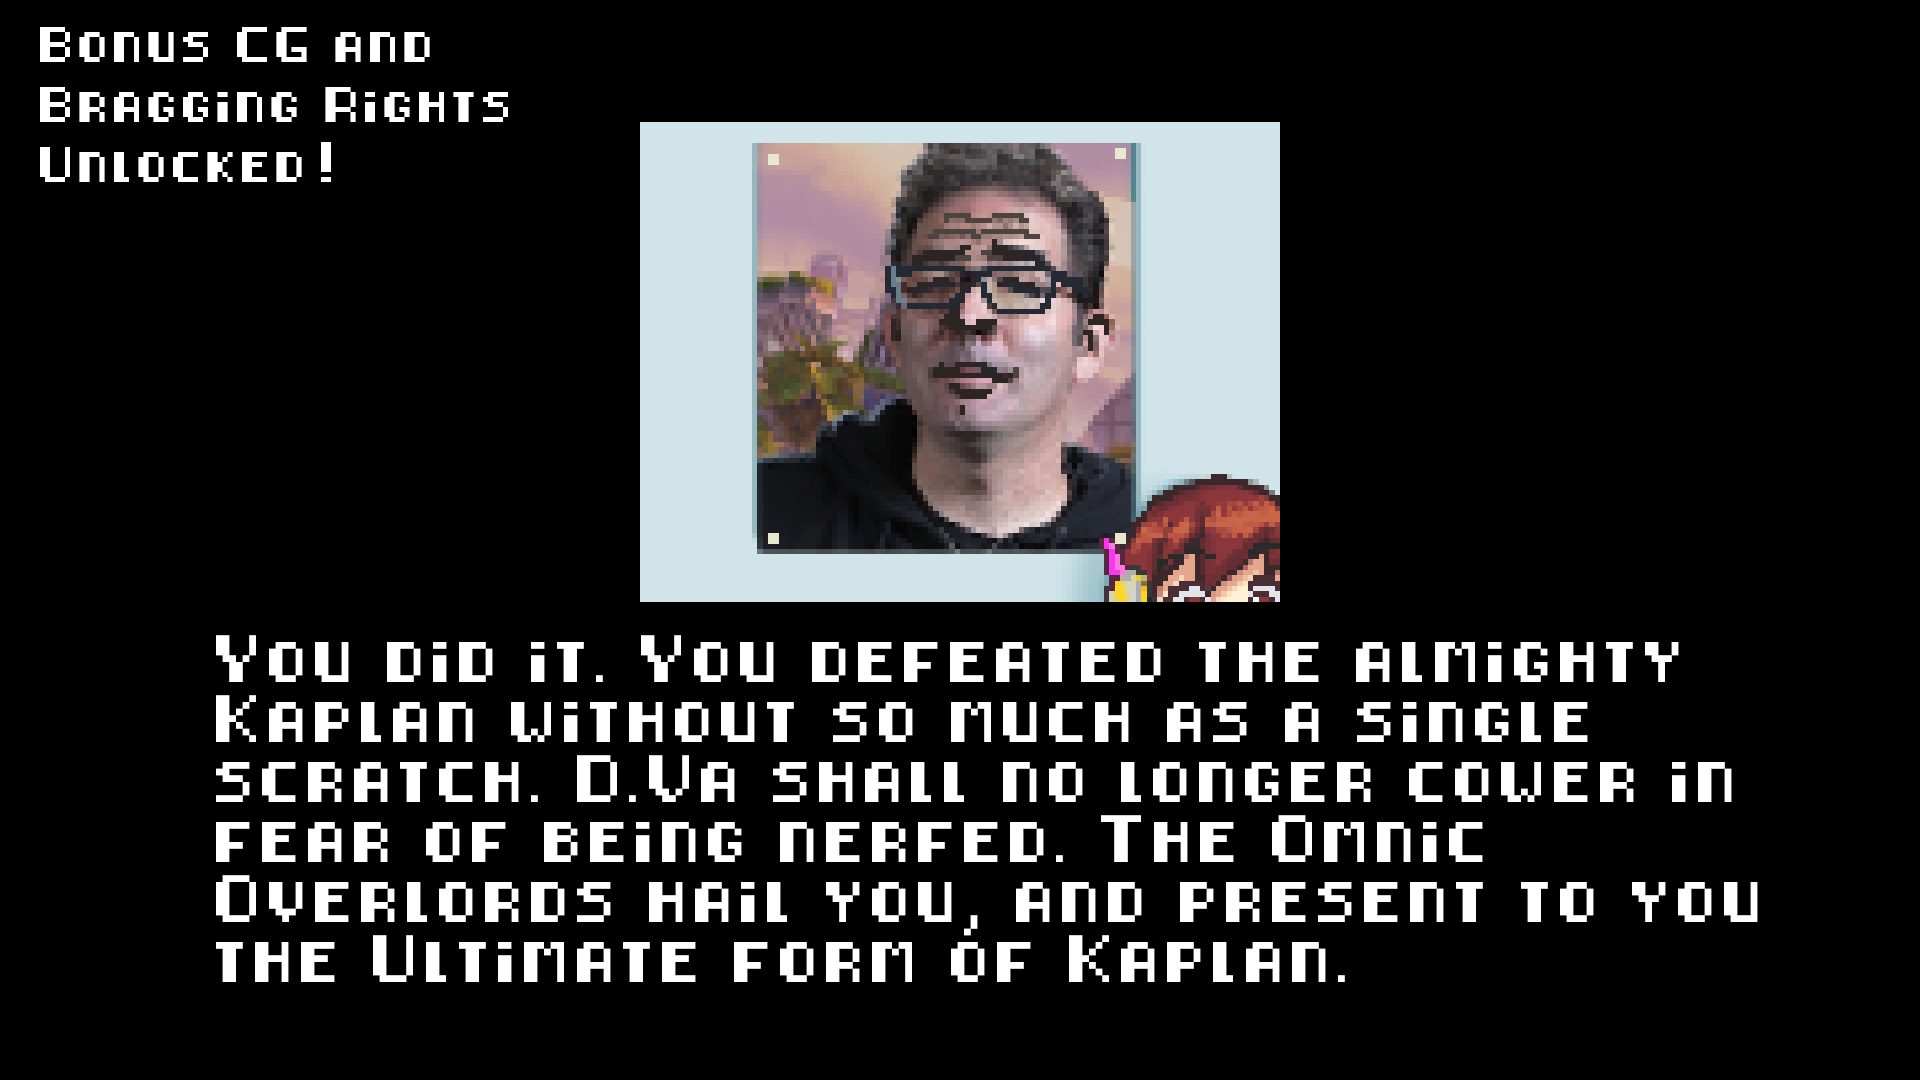 Bonus CG and
Bragging Rights
Unlocked!
You did it. You defeated the almighty
Kaplan without so much as a single
scratch. D.Va shall no longer cower in
fear of being nerfed. The Omnic
Overlords hail you, and present to you
the Ultimate form of Kaplan.